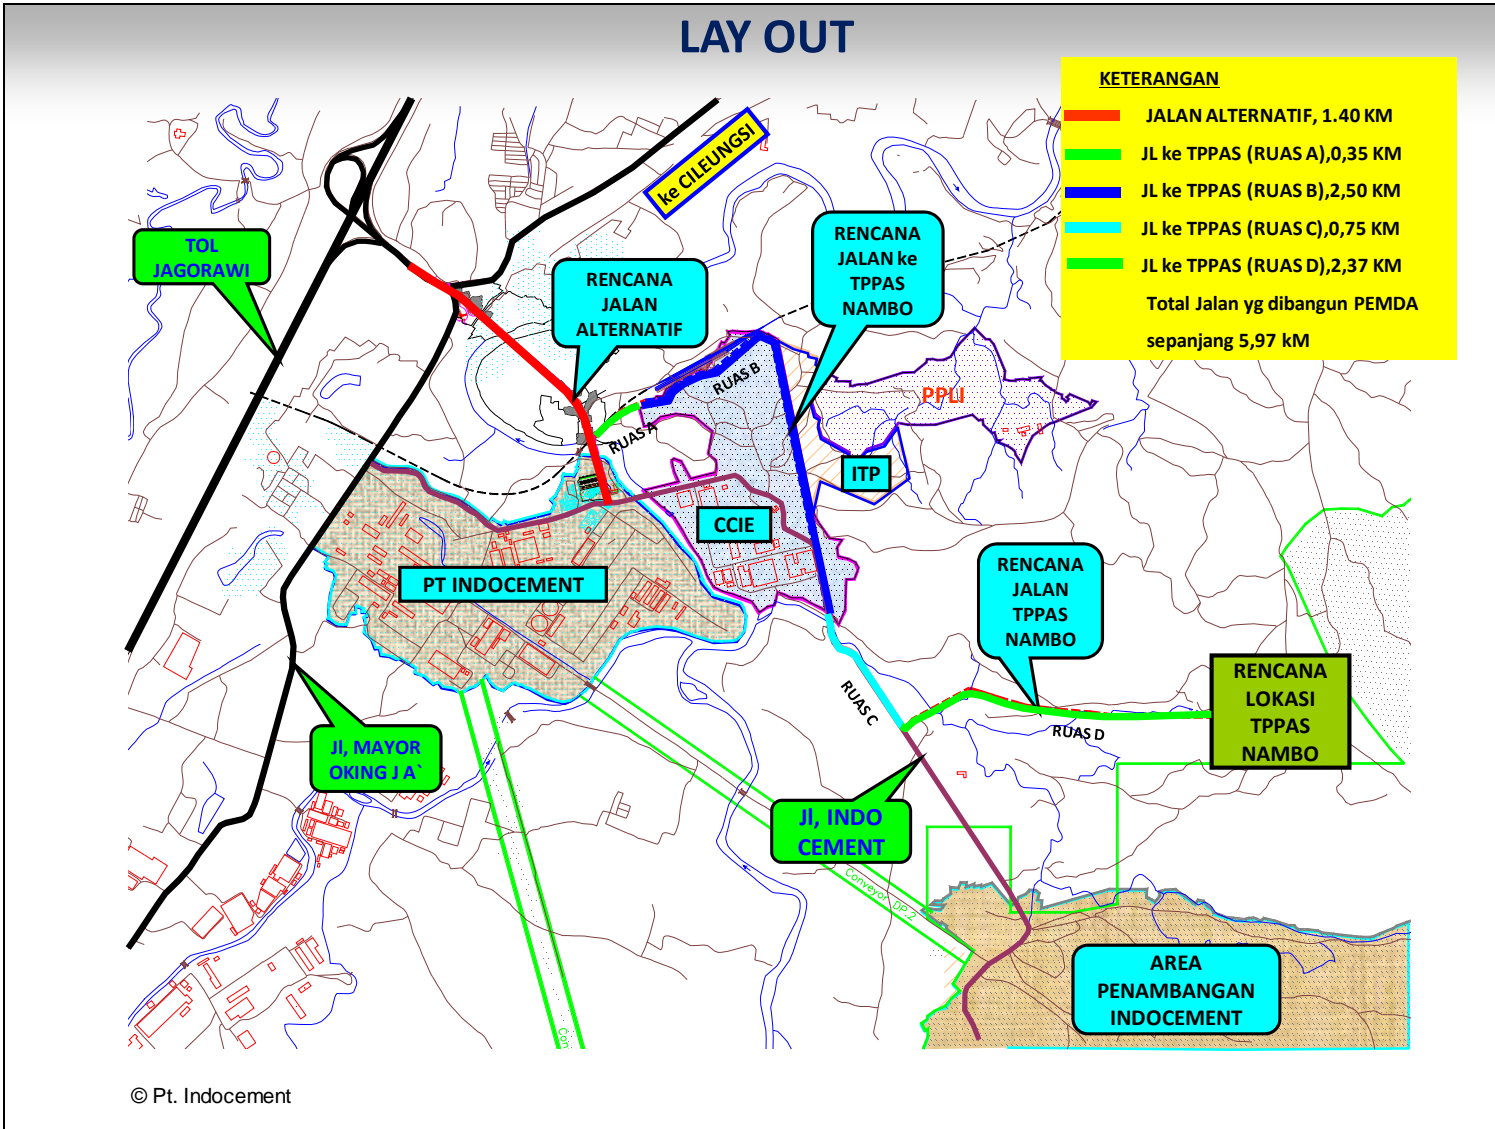 LAY OUT
KETERANGAN
JALAN ALTERNATIF, 1.40 KM
JL ke TPPAS (RUAS A),0,35 KM
JL ke TPPAS (RUAS B),2,50 KM
JL ke TPPAS (RUAS C),0,75 KM
JL ke TPPAS (RUAS D),2,37 KM
Total Jalan yg dibangun PEMDA
sepanjang 5,97 kM
ke CILEUNGSI
TOL
JAGORAWI
RENCANA
JALAN
ALTERNATIF
RENCANA
JALAN ke
TPPAS
NAMBO
RUAS B
RUAS A
PPLI
ITP
CCIE
PT INDOCEMENT
RENCANA
JALAN
TPPAS
NAMBO
RUAS C
RUAS D
RENCANA
LOKASI
TPPAS
NAMBO
Jl, MAYOR
OKING J A`
Jl, INDO
CEMENT
Conveyor DP.2
Con
AREA
PENAMBANGAN
INDOCEMENT
© Pt. Indocement